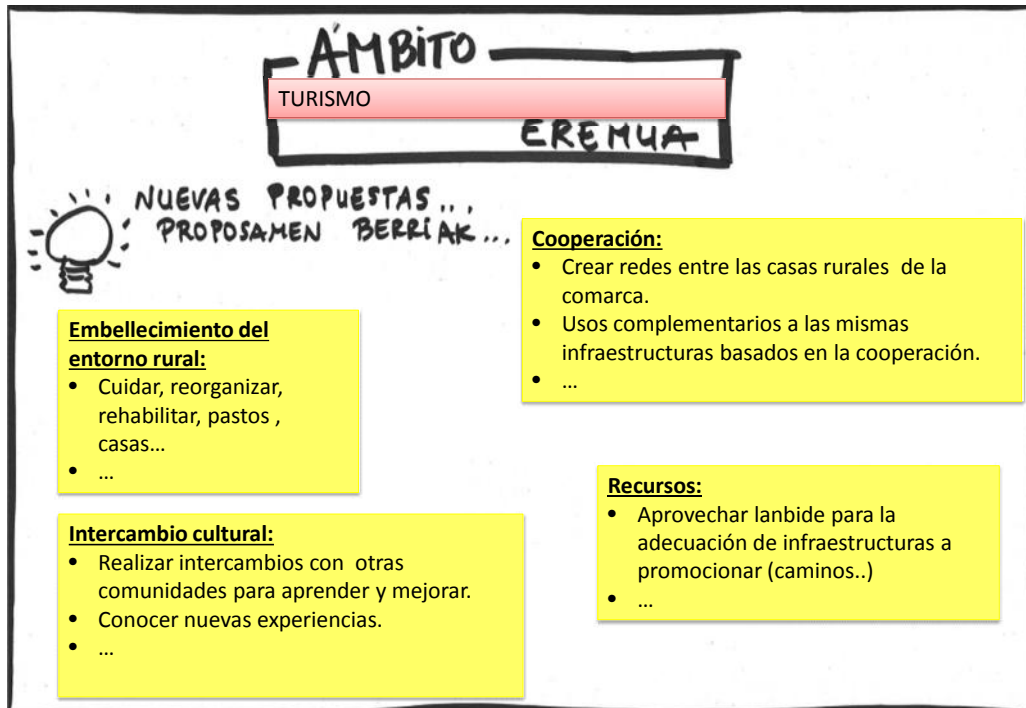 ÁMBITO
TURISMO
EREMUA
NUEVAS PROPUESTAS...
PROPOSAMEN BERRIAK...
Cooperación:
• Crear redes entre las casas rurales de la
comarca.
• Usos complementarios a las mismas
infraestructuras basados en la cooperación.
• ...
Embellecimiento del
entorno rural:
• Cuidar, reorganizar,
rehabilitar, pastos ,
casas...
• ...
Recursos:
• Aprovechar lanbide para la
adecuación de infraestructuras a
promocionar (caminos..)
• ...
Intercambio cultural:
• Realizar intercambios con otras
comunidades para aprender y mejorar.
• Conocer nuevas experiencias.
• ...